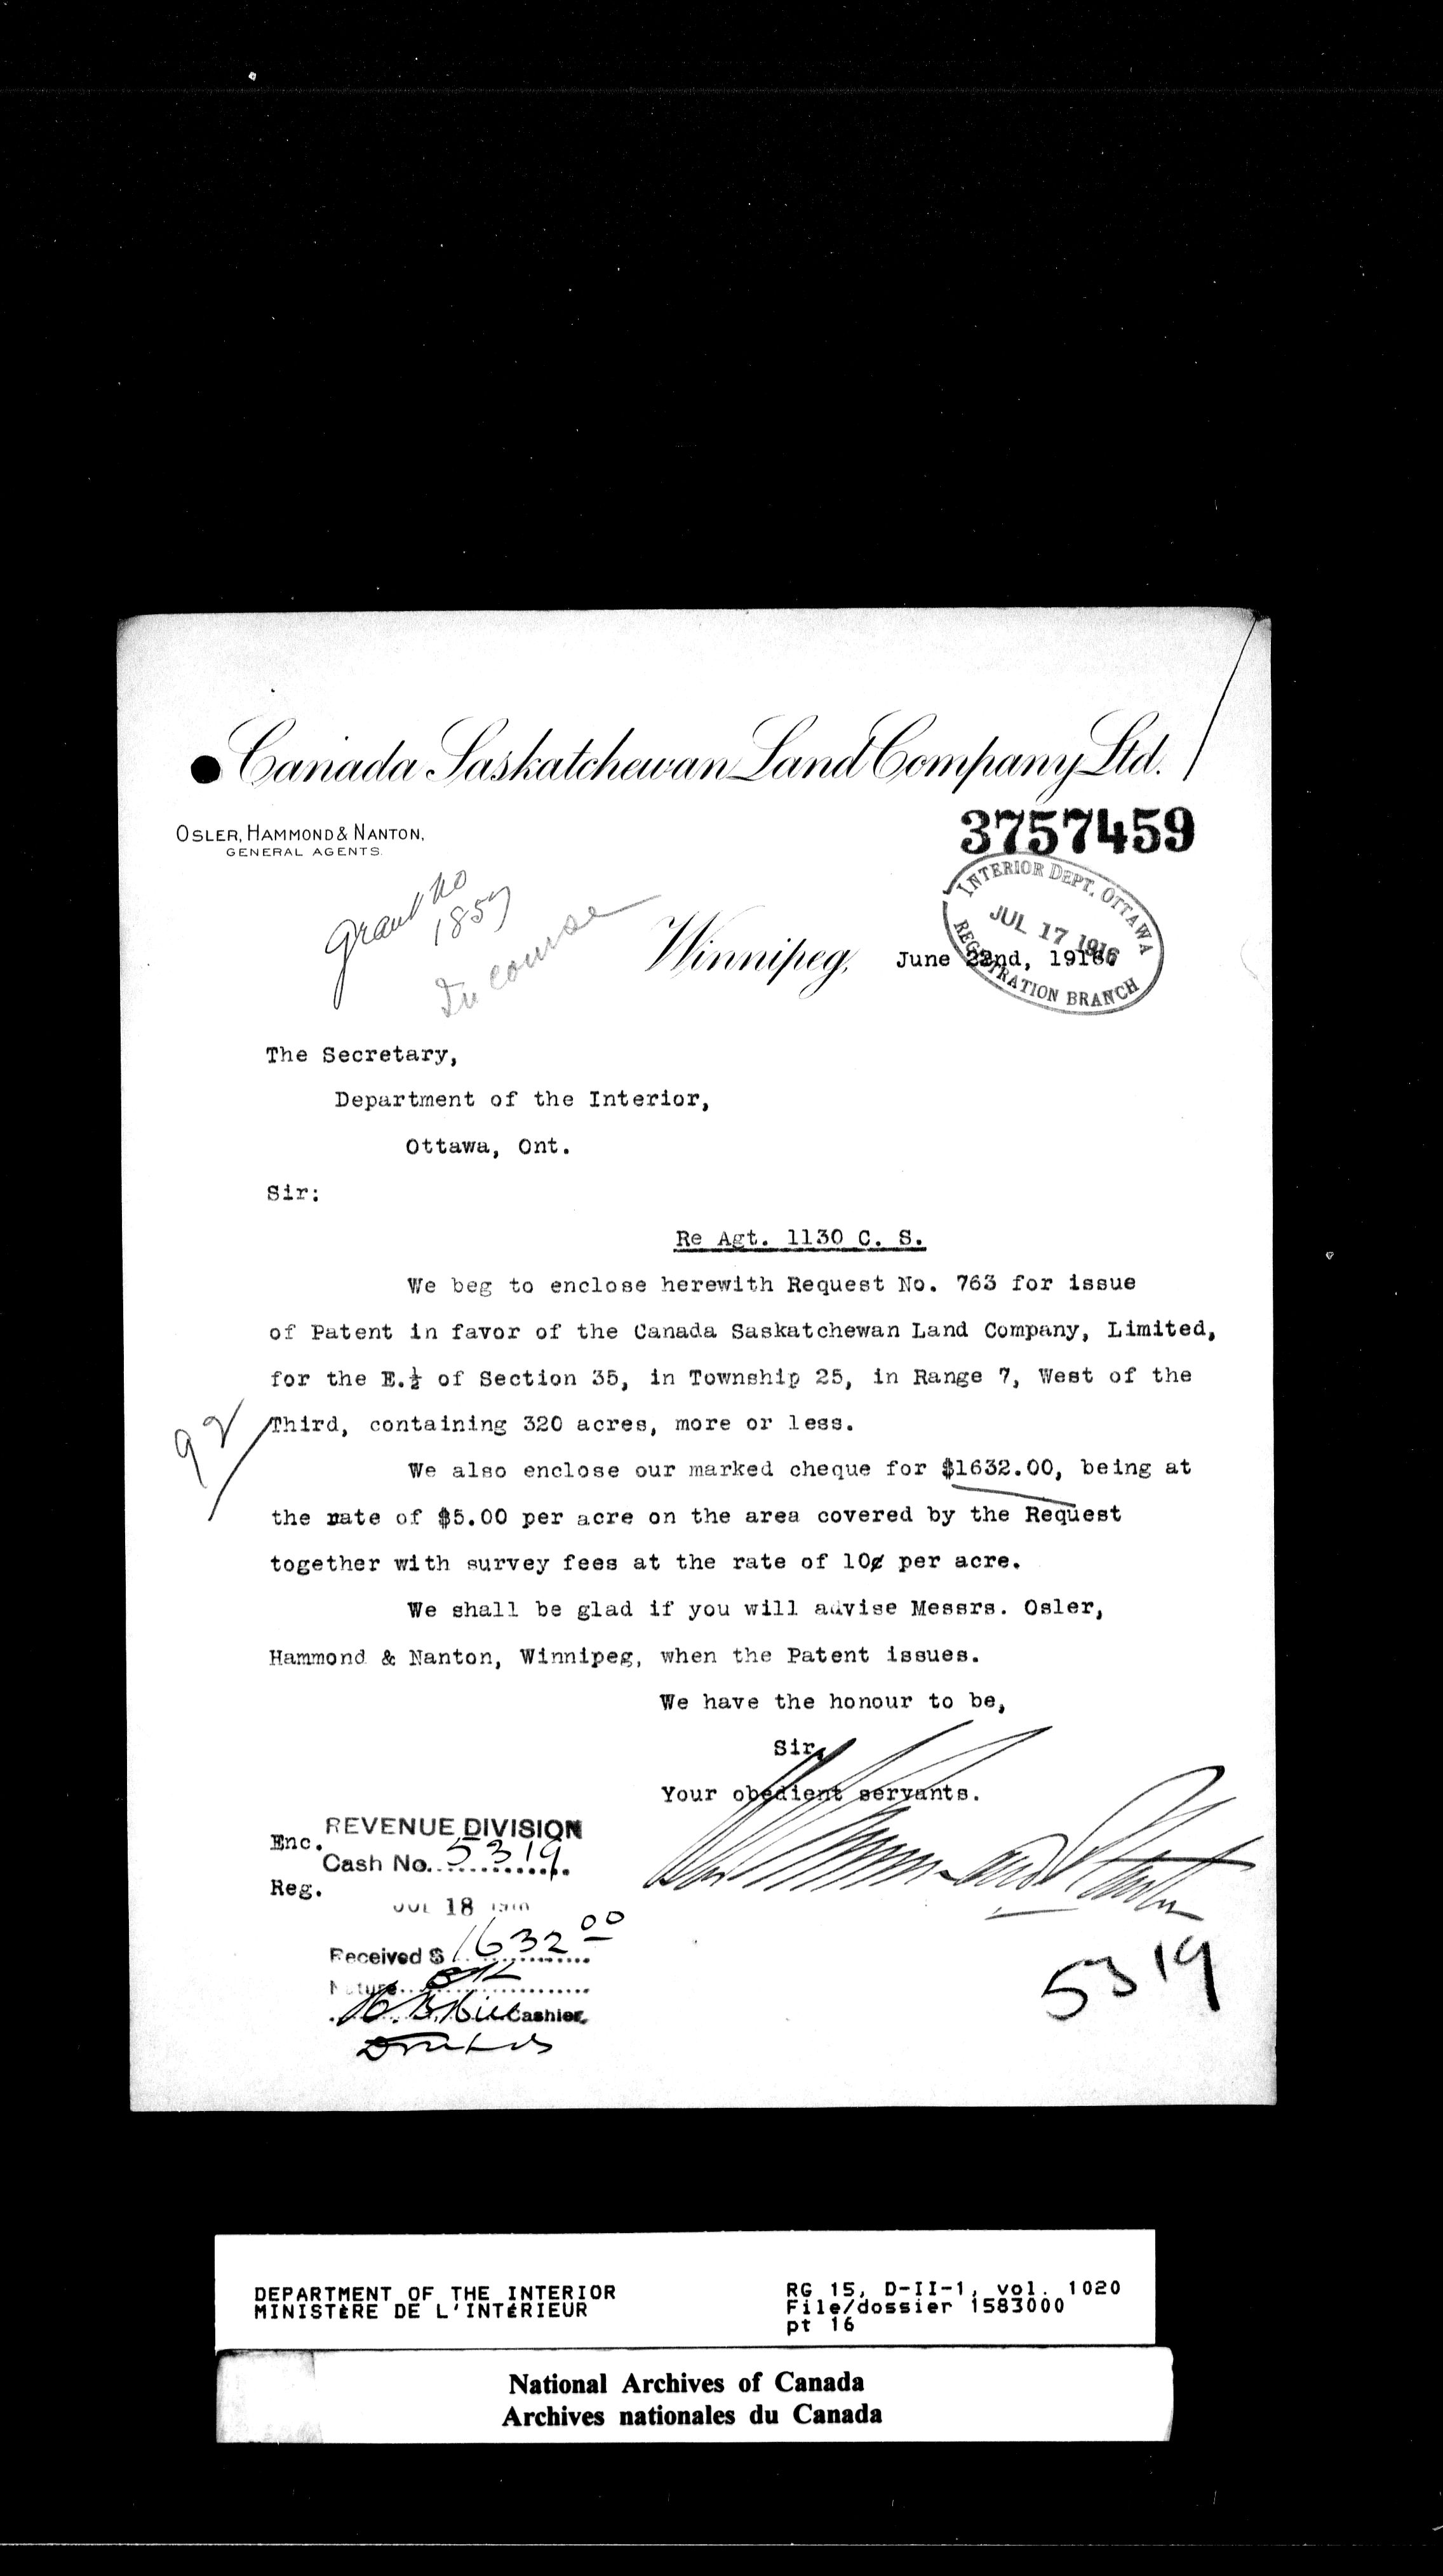 Canada Saskatchewan Land Company Ltd.
OSLER, HAMMOND & NANTON,
GENERAL AGENTS.
3757459
Grant No
1857
In course
INTERIOR DEPT. OTTAWA
JUL 17 1916
REGISTRATION BRANCH
Winnipeg, June 22nd, 1916.
The Secretary,
Department of the Interior,
Ottawa, Ont.
Sir:
Re Agt. 1130 C. S.
We beg to enclose herewith Request No. 763 for issue
of Patent in favor of the Canada Saskatchewan Land Company, Limited,
for the E.½ of Section 35, in Township 25, in Range 7, West of the
Third, containing 320 acres, more or less.
92
We also enclose our marked cheque for $1632.00, being at
the rate of $5.00 per acre on the area covered by the Request
together with survey fees at the rate of 10¢ per acre.
We shall be glad if you will advise Messrs. Osler,
Hammond & Nanton, Winnipeg, when the Patent issues.
We have the honour to be,
Sir,
Your obedient servants.
Osler Hammond and Nanton
Enc.
Reg.
REVENUE DIVISION
Cash No. 5319
JUL 18 1916
Received $ 1632 00
Nature
Cashier
5319
DEPARTMENT OF THE INTERIOR
MINISTÈRE DE L'INTÉRIEUR
RG 15, D-II-1, vol. 1020
File/dossier 1583000
pt 16
National Archives of Canada
Archives nationales du Canada